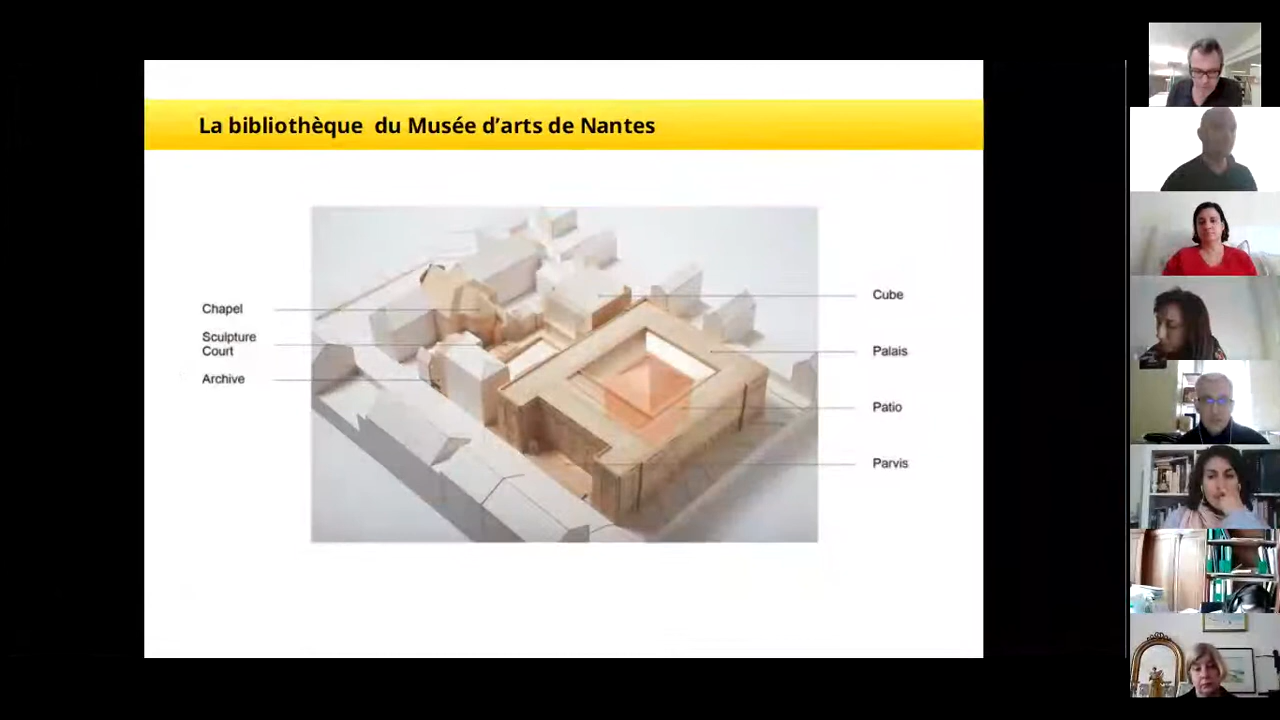 La bibliothèque  du Musée d’arts de Nantes
Chapel
Sculpture
Court
Archive
Cube
Palais
Patio
Parvis